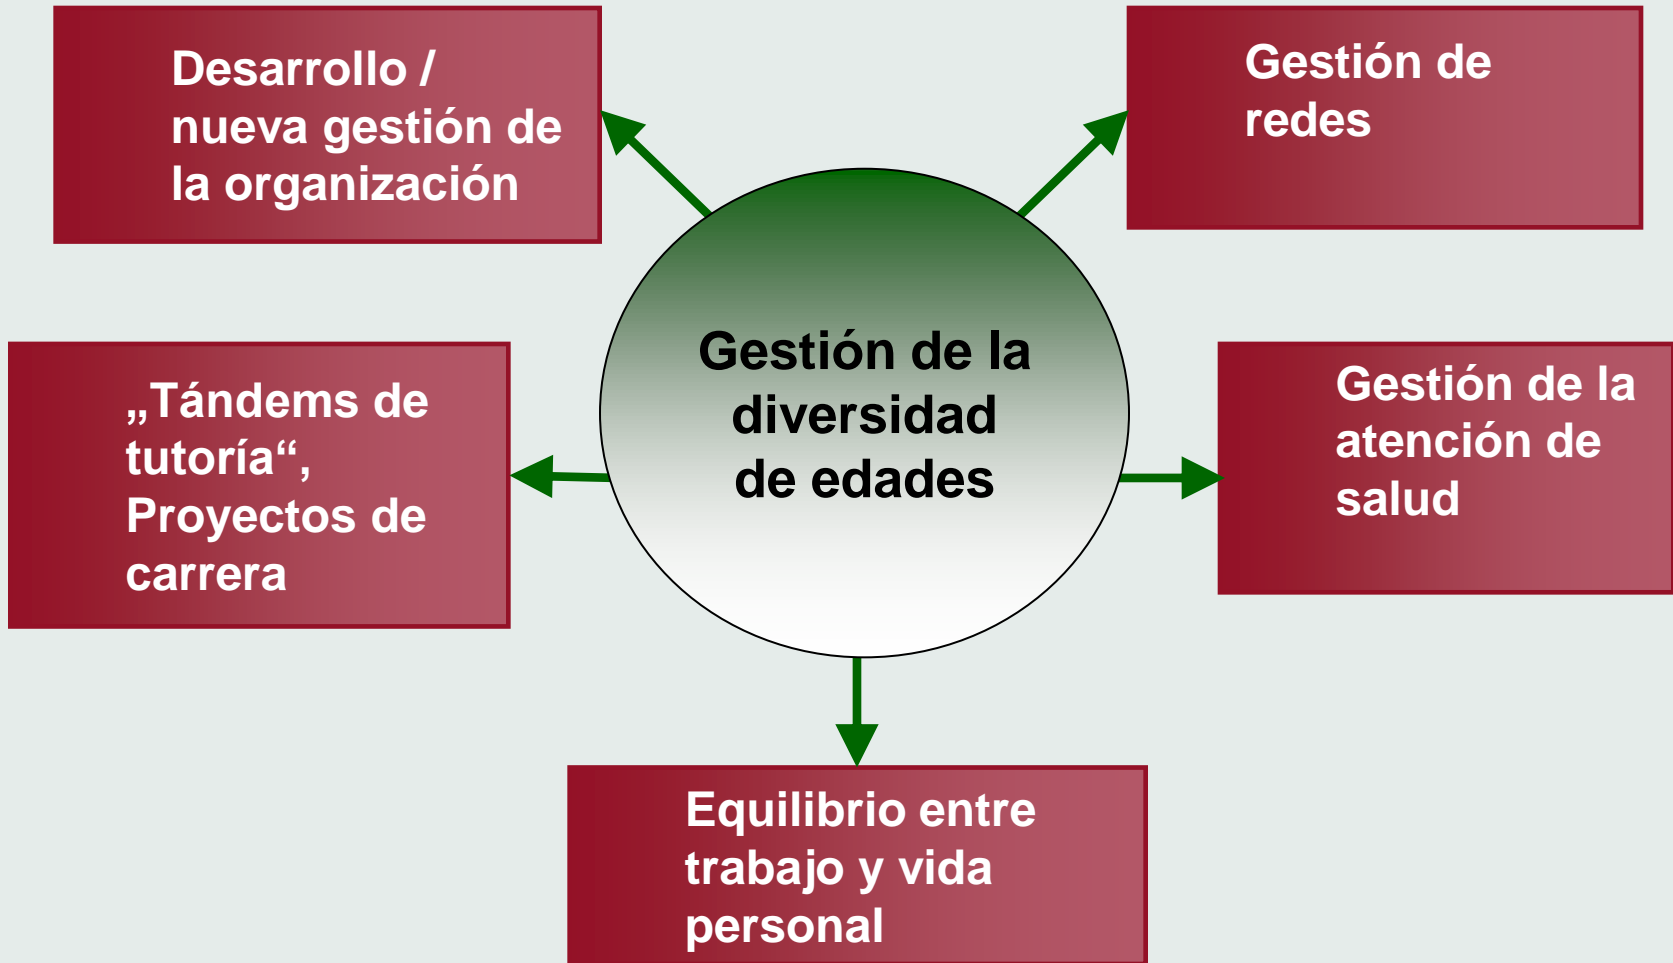 Desarrollo /
nueva gestión de
la organización
Gestión de
redes
Gestión de la
diversidad
de edades
„Tándems de
tutoría“,
Proyectos de
carrera
Gestión de la
atención de
salud
Equilibrio entre
trabajo y vida
personal